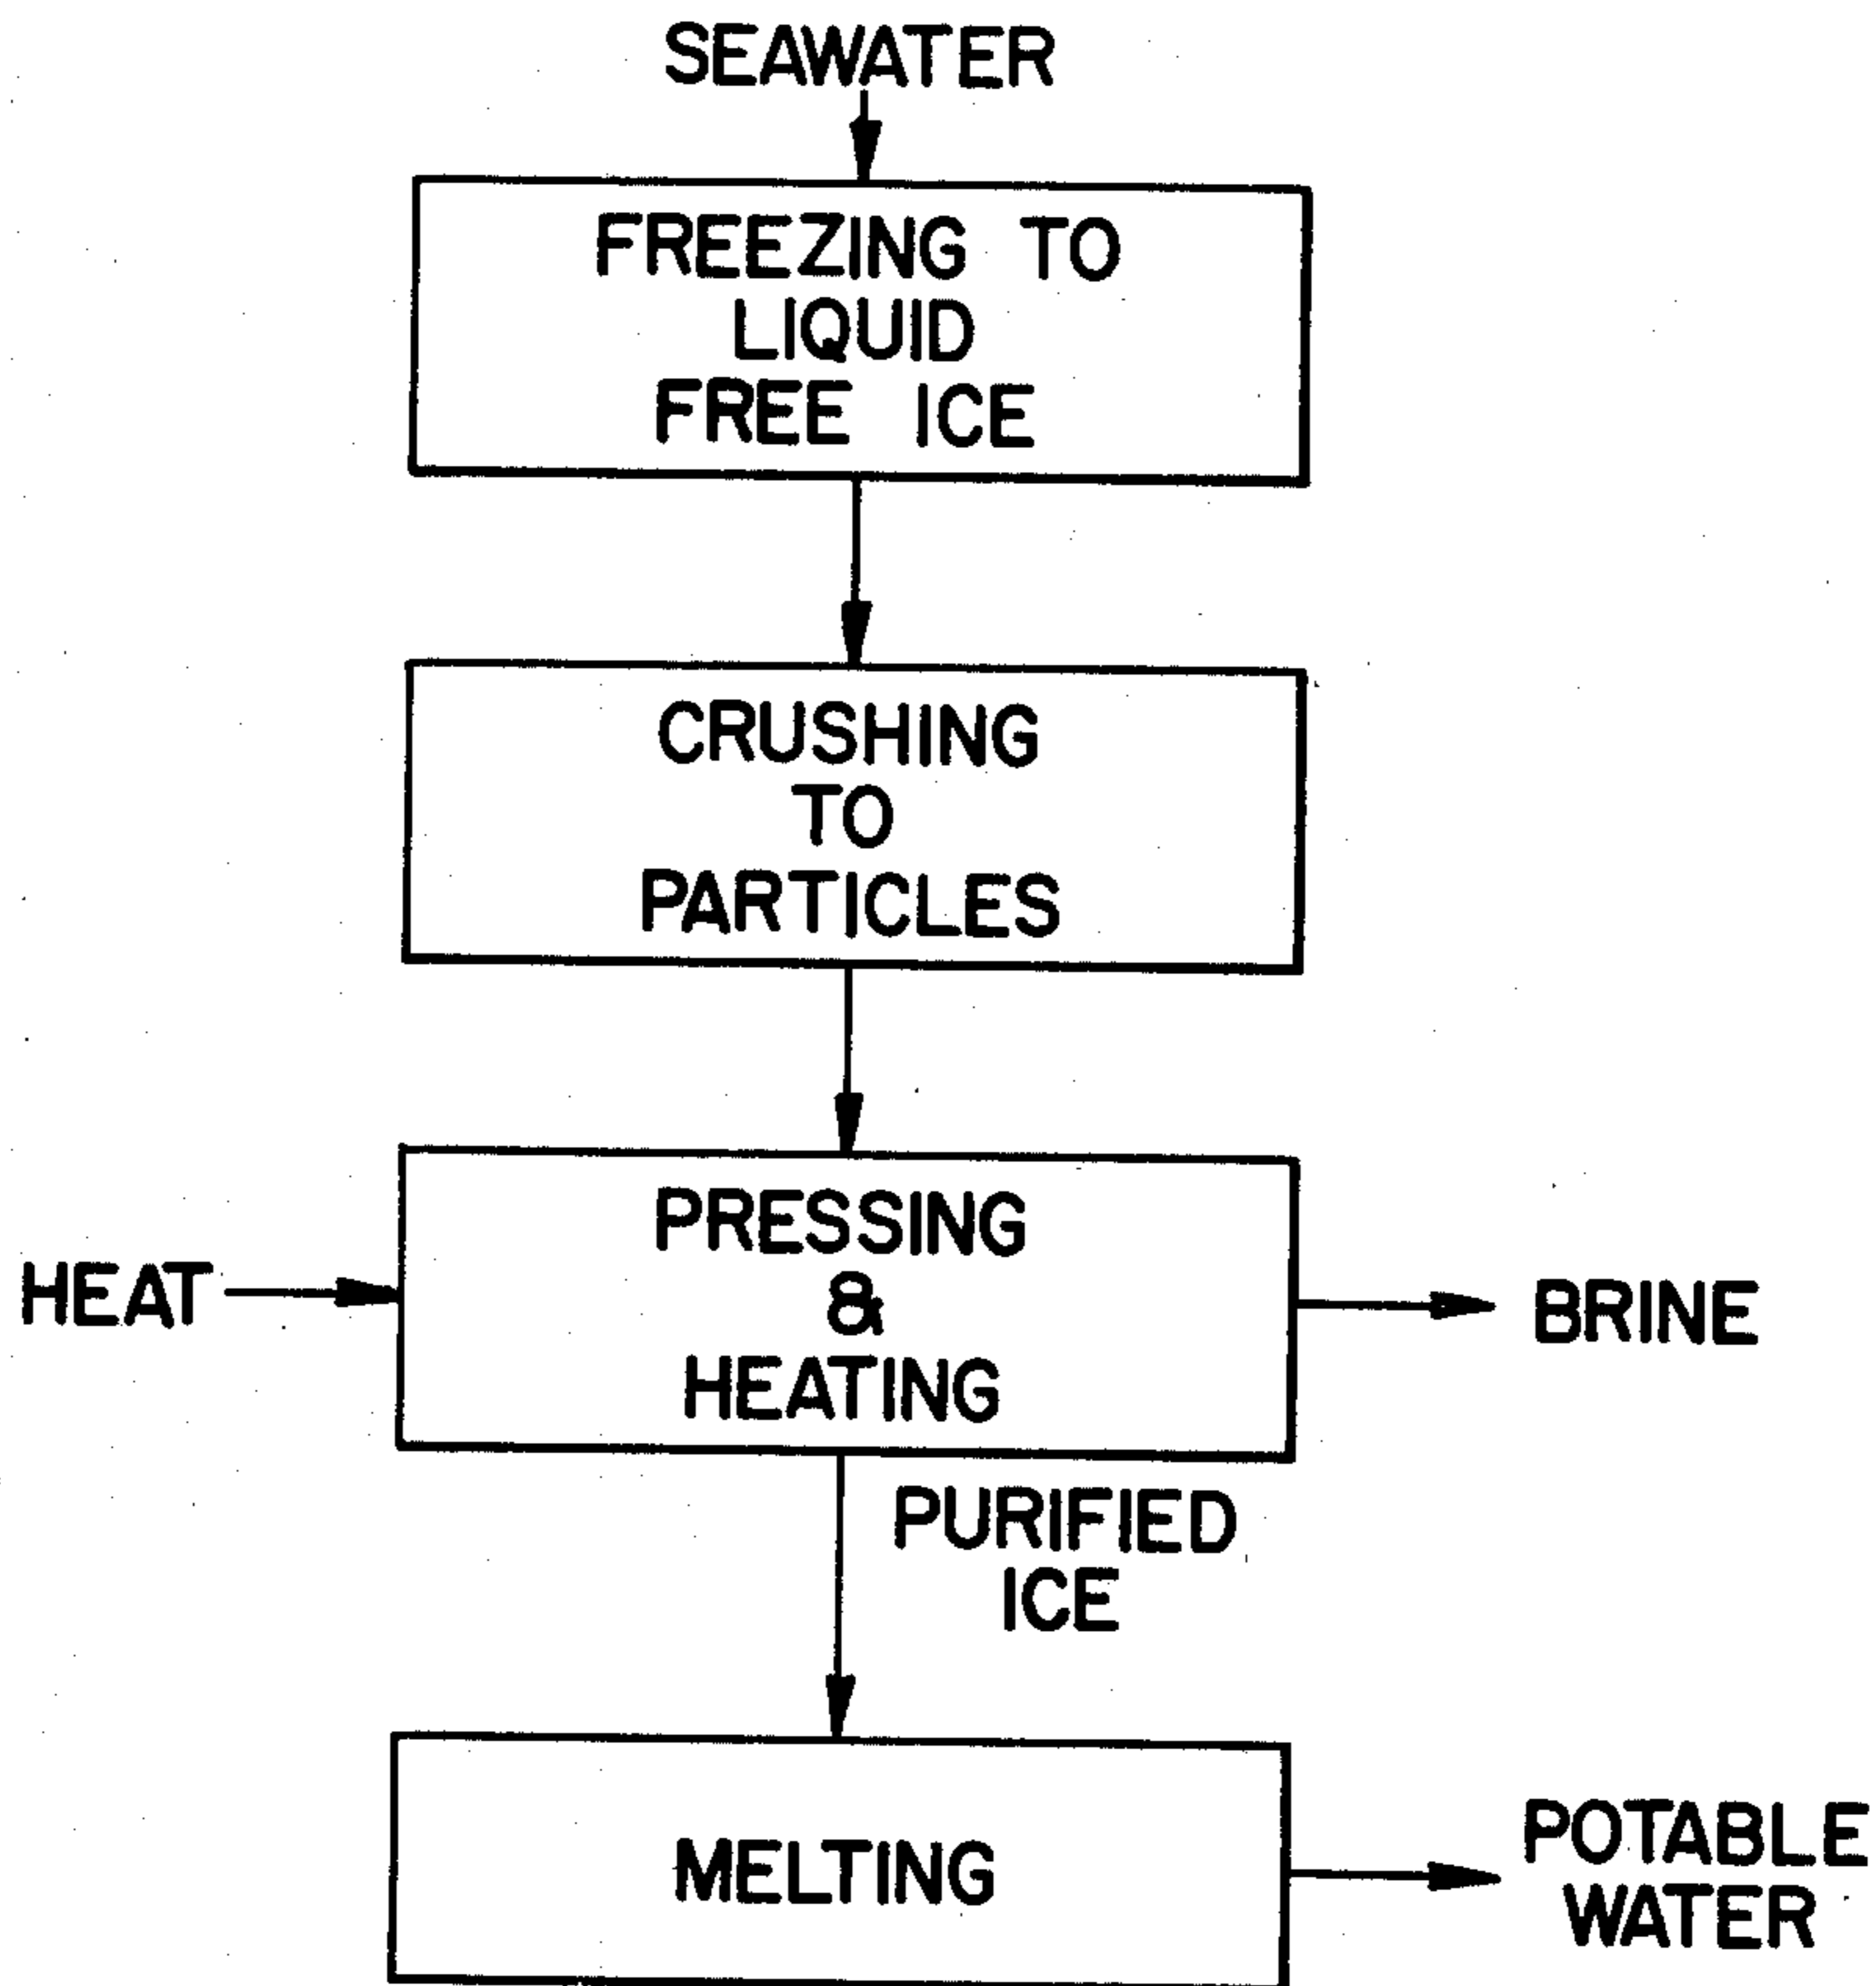 SEAWATER
FREEZING TO
LIQUID
FREE ICE
CRUSHING
TO
PARTICLES
PRESSING
&
HEATING
HEAT
BRINE
PURIFIED
ICE
MELTING
POTABLE
WATER